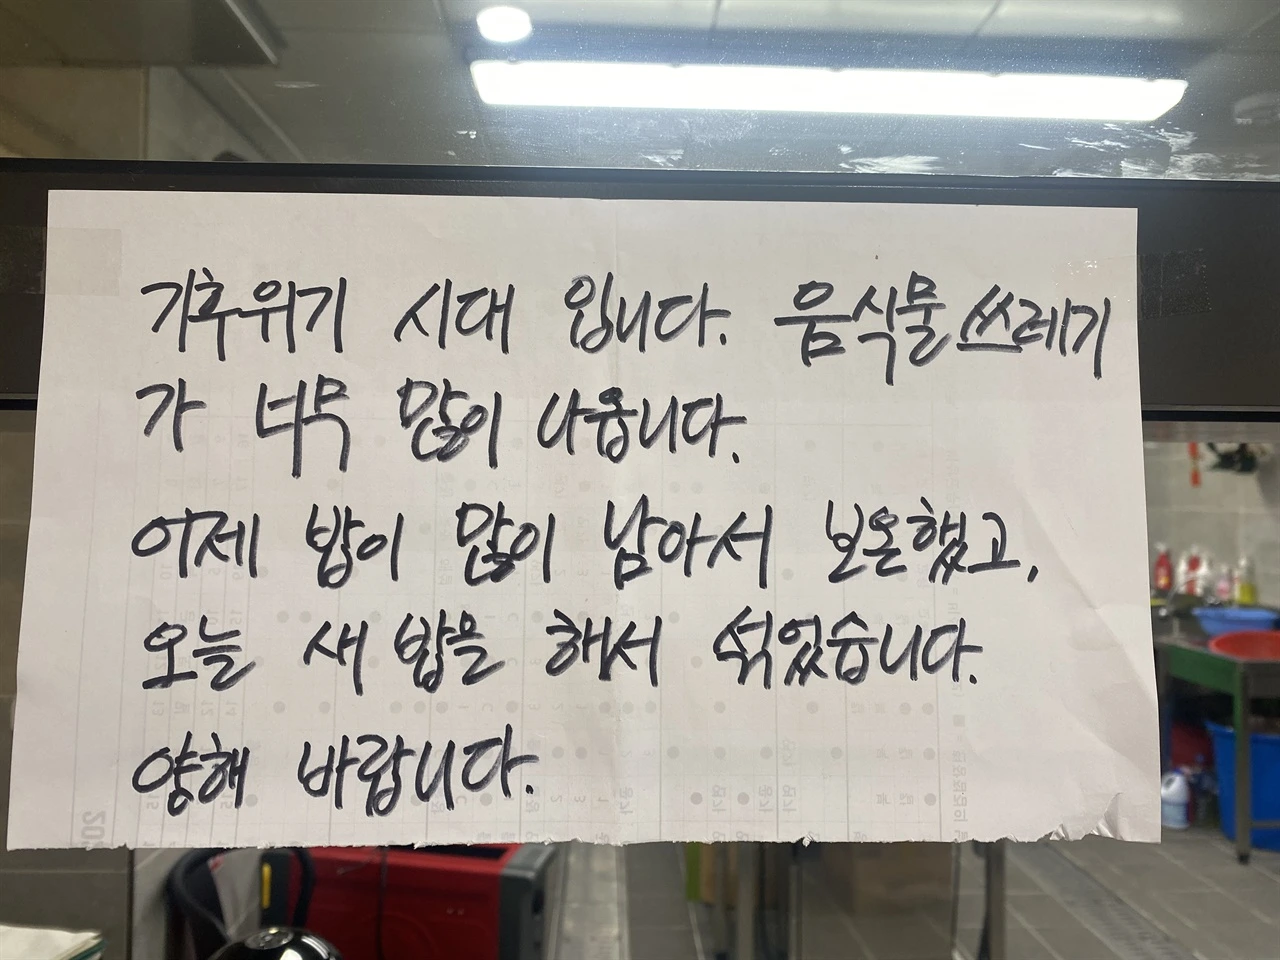 기후위기 시대 입니다. 음식물쓰레기
가 너무 많이 나옵니다.
어제 밥이 많이 남아서 보온했고,
오늘 새 밥을 해서 섞었습니다.
양해 바랍니다.